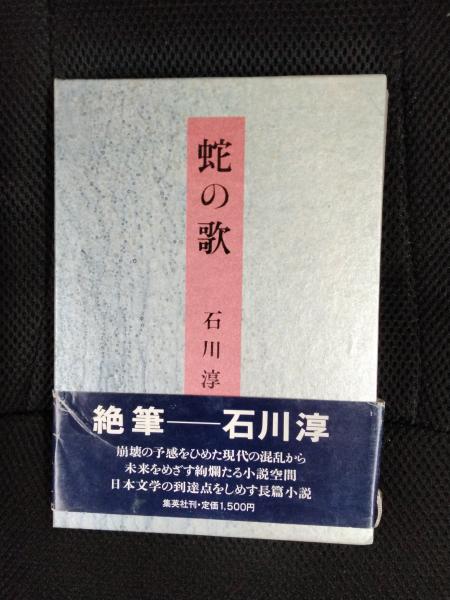 蛇の歌
石川淳
絶筆──石川淳
崩壊の予感をひめた現代の混乱から
未来をめざす絢爛たる小説空間
日本文学の到達点をしめす長篇小説
集英社刊・定価1,500円